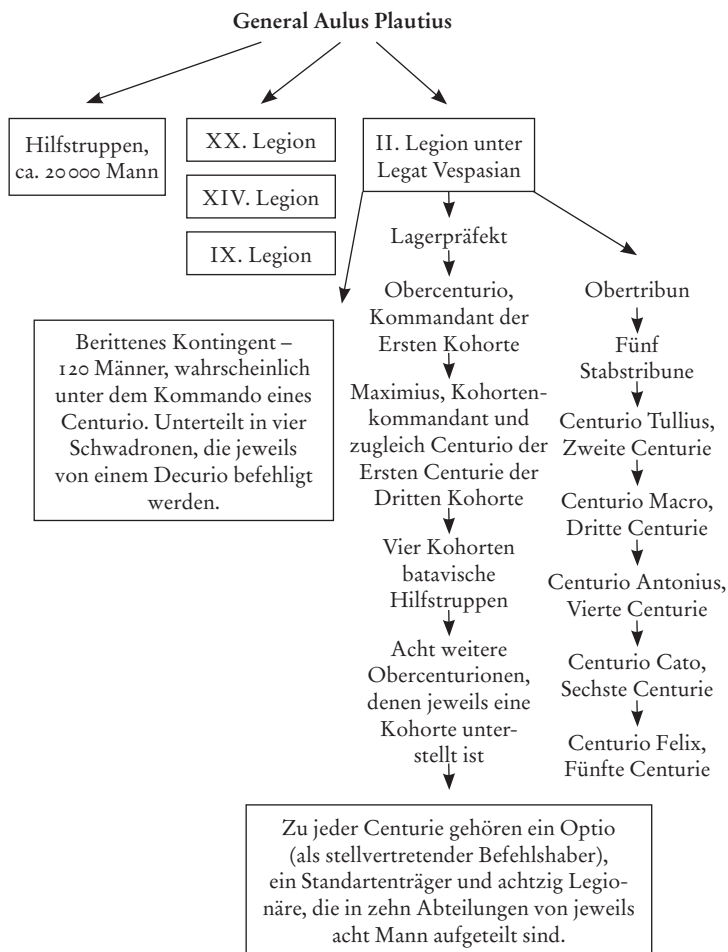 General Aulus Plautius
Hilfstruppen,
ca. 20 000 Mann
XX. Legion
XIV. Legion
IX. Legion
II. Legion unter
Legat Vespasian
Berittenes Kontingent –
120 Männer, wahrscheinlich
unter dem Kommando eines
Centurio. Unterteilt in vier
Schwadronen, die jeweils
von einem Decurio befehligt
werden.
Lagerpräfekt
Obercenturio,
Kommandant der
Ersten Kohorte
Maximius, Kohorten-
kommandant und
zugleich Centurio der
Ersten Centurie der
Dritten Kohorte
Vier Kohorten
batavische
Hilfstruppen
Acht weitere
Obercenturionen,
denen jeweils eine
Kohorte unter-
stellt ist
Obertribun
Fünf
Stabstribune
Centurio Tullius,
Zweite Centurie
Centurio Macro,
Dritte Centurie
Centurio Antonius,
Vierte Centurie
Centurio Cato,
Sechste Centurie
Centurio Felix,
Fünfte Centurie
Zu jeder Centurie gehören ein Optio
(als stellvertretender Befehlshaber),
ein Standartenträger und achtzig Legio-
näre, die in zehn Abteilungen von jeweils
acht Mann aufgeteilt sind.